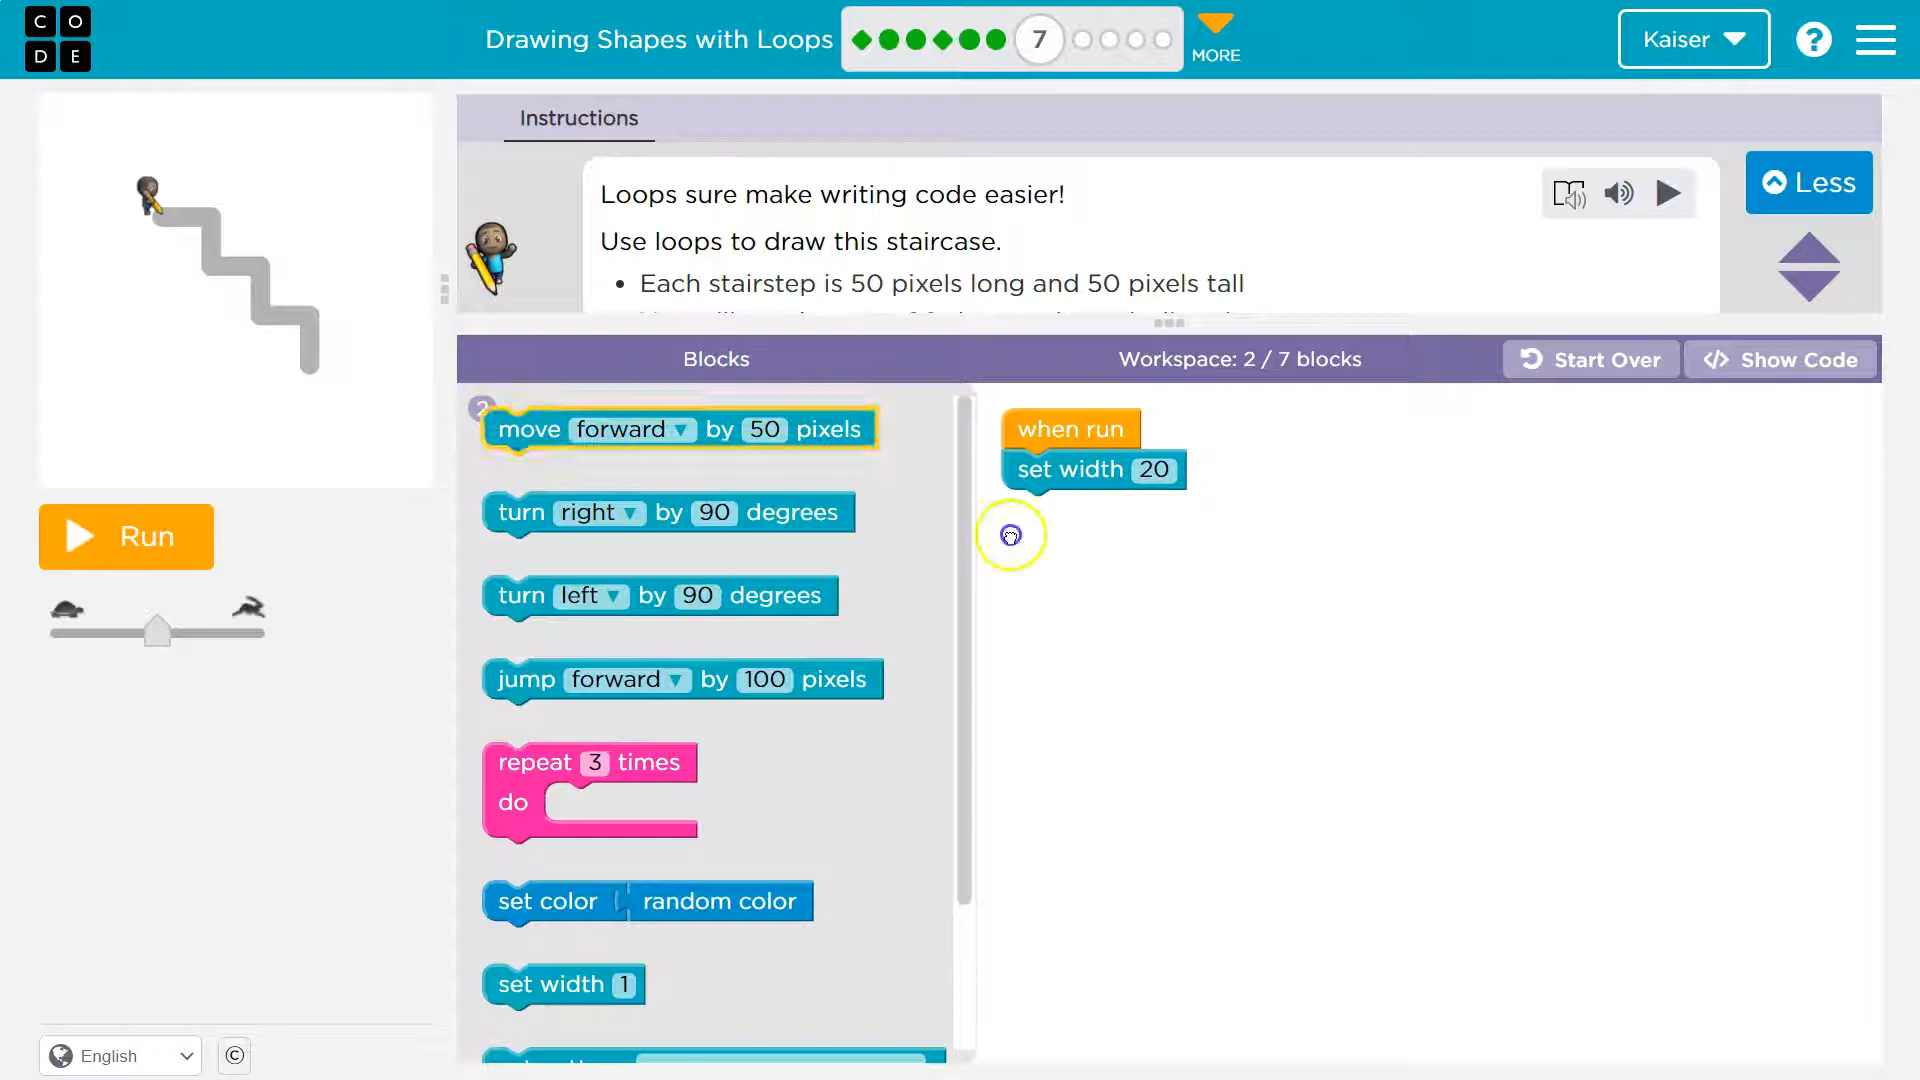 C O
D E
Drawing Shapes with Loops
7
MORE
Kaiser
?
Instructions
Loops sure make writing code easier!
Use loops to draw this staircase.
• Each stairstep is 50 pixels long and 50 pixels tall
Less
Blocks
Workspace: 2 / 7 blocks
Start Over
</> Show Code
2
move forward ▼ by 50 pixels
when run
set width 20
turn right ▼ by 90 degrees
Run
turn left ▼ by 90 degrees
jump forward ▼ by 100 pixels
repeat 3 times
do
set color random color
set width 1
English
©